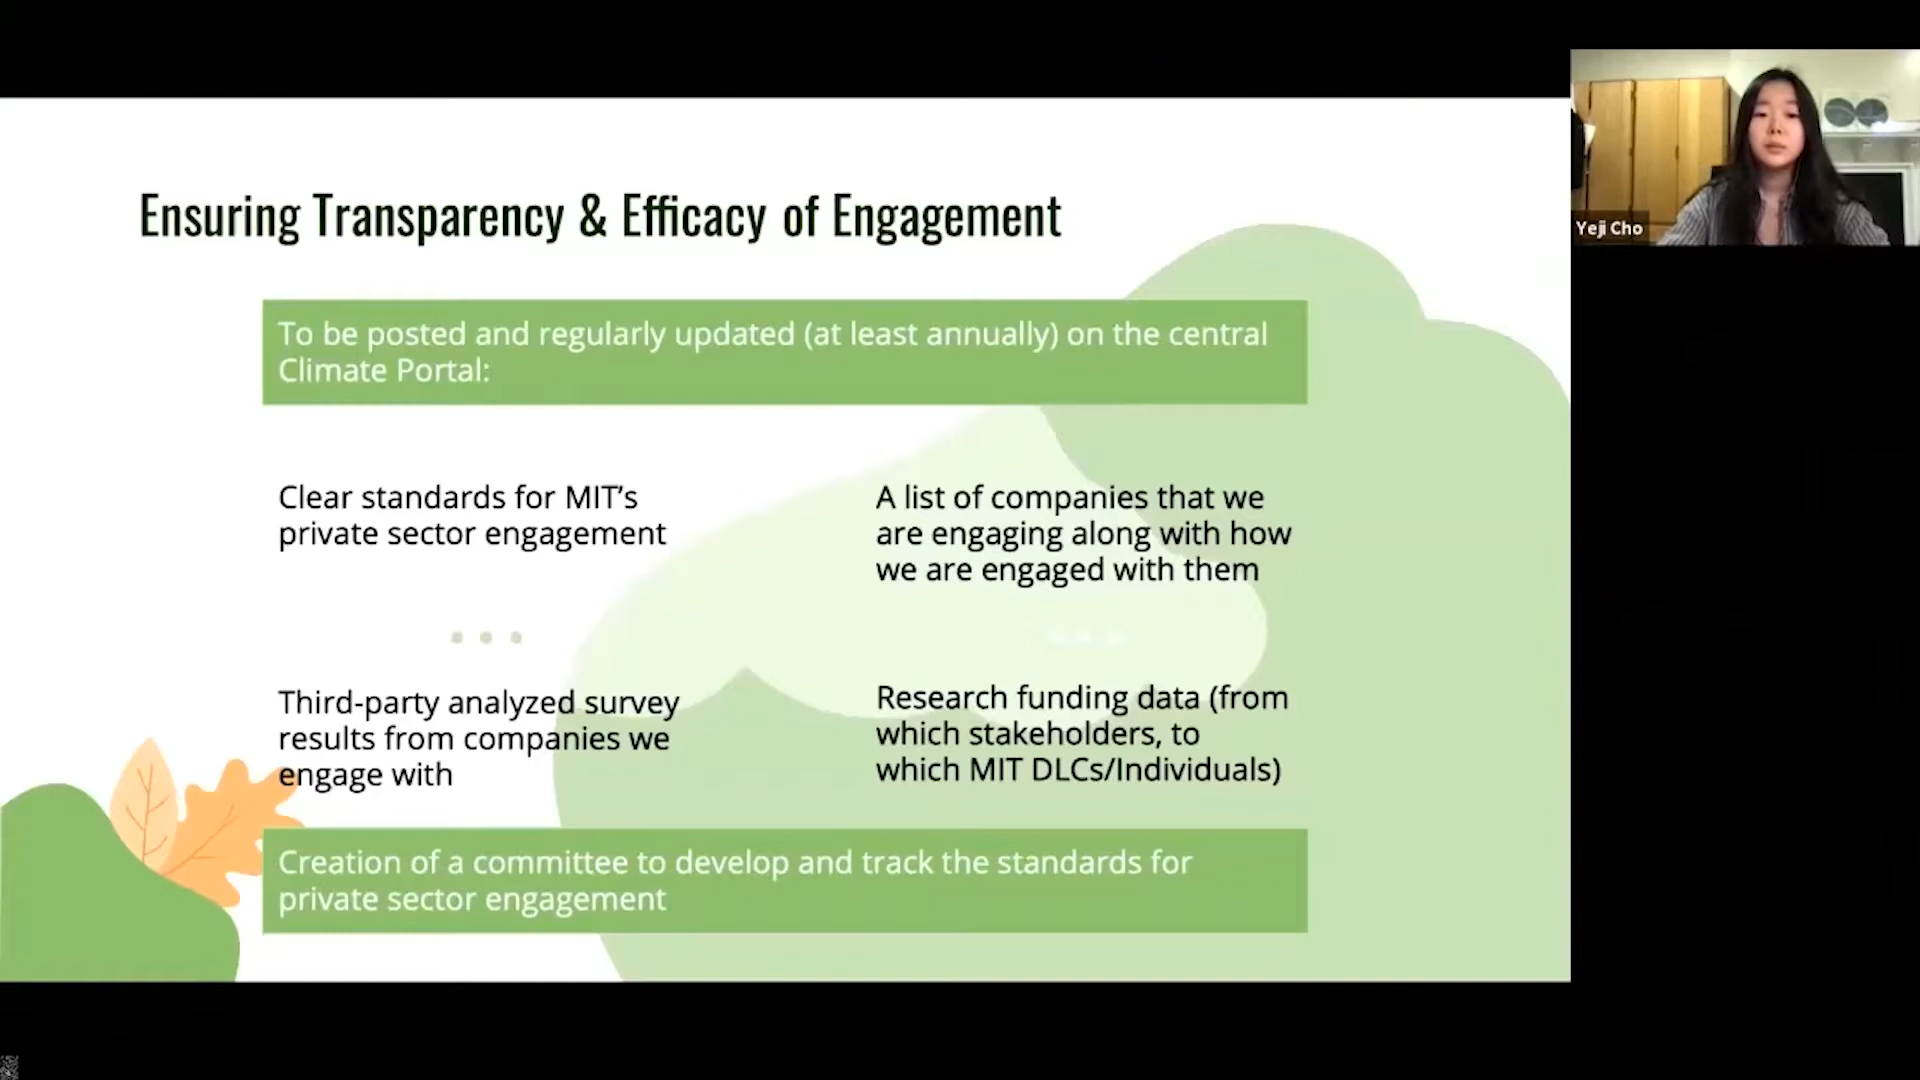 Ensuring Transparency & Efficacy of Engagement
To be posted and regularly updated (at least annually) on the central
Climate Portal:
Clear standards for MIT's
private sector engagement
A list of companies that we
are engaging along with how
we are engaged with them
Third-party analyzed survey
results from companies we
engage with
Research funding data (from
which stakeholders, to
which MIT DLCs/Individuals)
Creation of a committee to develop and track the standards for
private sector engagement
Yeji Cho